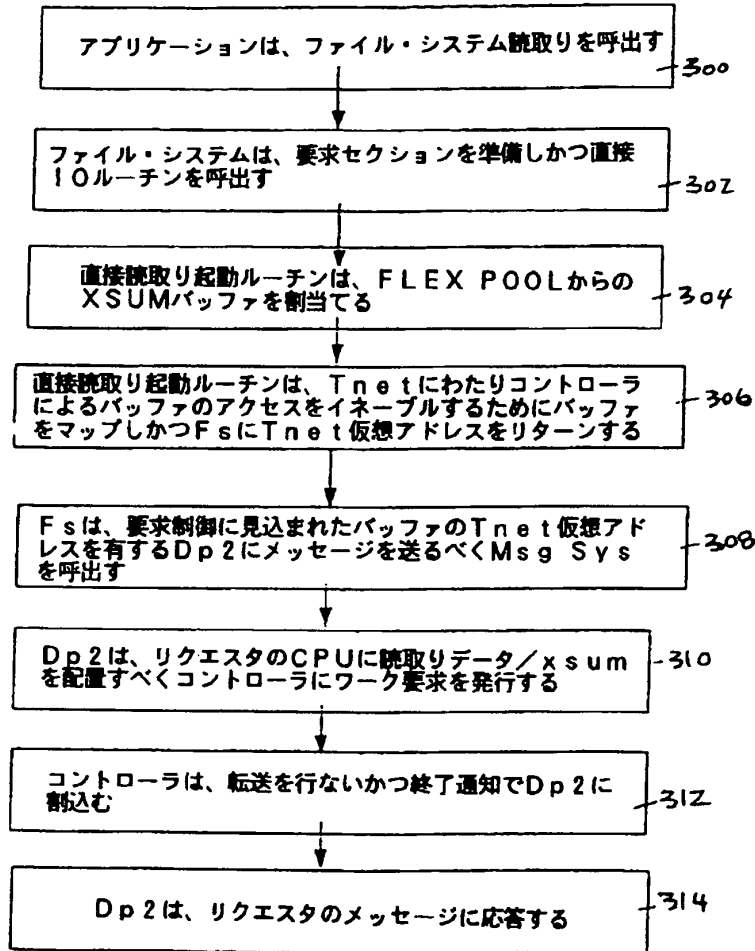 アプリケーションは、ファイル・システム読取りを呼出す
300
ファイル・システムは、要求セクションを準備しかつ直接
IOルーチンを呼出す
302
直接読取り起動ルーチンは、FLEX POOLからの
XSUMバッファを割当てる
304
直接読取り起動ルーチンは、Tnetにわたりコントローラ
によるバッファのアクセスをイネーブルするためにバッファ
をマップしかつFsにTnet仮想アドレスをリターンする
306
Fsは、要求制御に見込まれたバッファのTnet仮想アド
レスを有するDp2にメッセージを送るべくMsg Sys
を呼出す
308
Dp2は、リクエスタのCPUに読取りデータ/xsum
を配置すべくコントローラにワーク要求を発行する
310
コントローラは、転送を行ないかつ終了通知でDp2に
割込む
312
Dp2は、リクエスタのメッセージに応答する
314